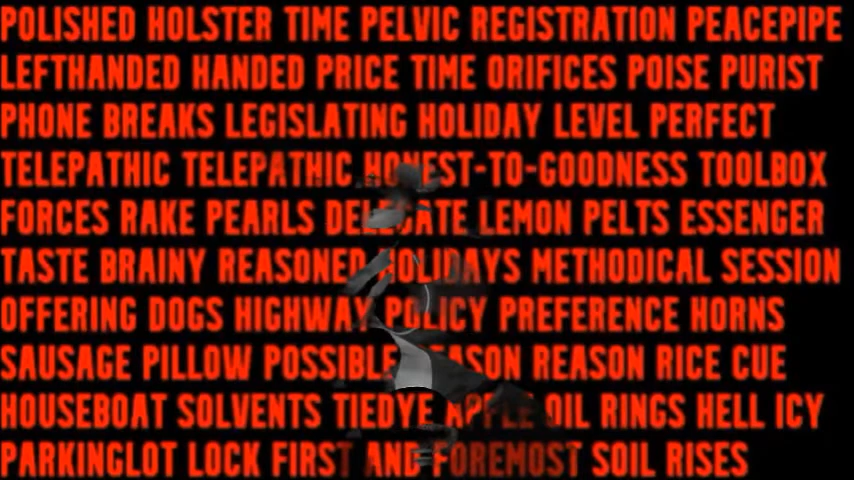 POLISHED HOLSTER TIME PELVIC REGISTRATION PEACEPIPE
LEFTHANDED HANDED PRICE TIME ORIFICES POISE PURIST
PHONE BREAKS LEGISLATING HOLIDAY LEVEL PERFECT
TELEPATHIC TELEPATHIC HONEST-TO-GOODNESS TOOLBOX
FORCES RAKE PEARLS DELEGATE LEMON PELTS ESSENGER
TASTE BRAINY REASONED HOLIDAYS METHODICAL SESSION
OFFERING DOGS HIGHWAY POLICY PREFERENCE HORNS
SAUSAGE PILLOW POSSIBLE REASON RICE CUE
HOUSEBOAT SOLVENTS TIEDYE APPLE OIL RINGS HELL ICY
PARKINGLOT LOCK FIRST AND FOREMOST SOIL RISES